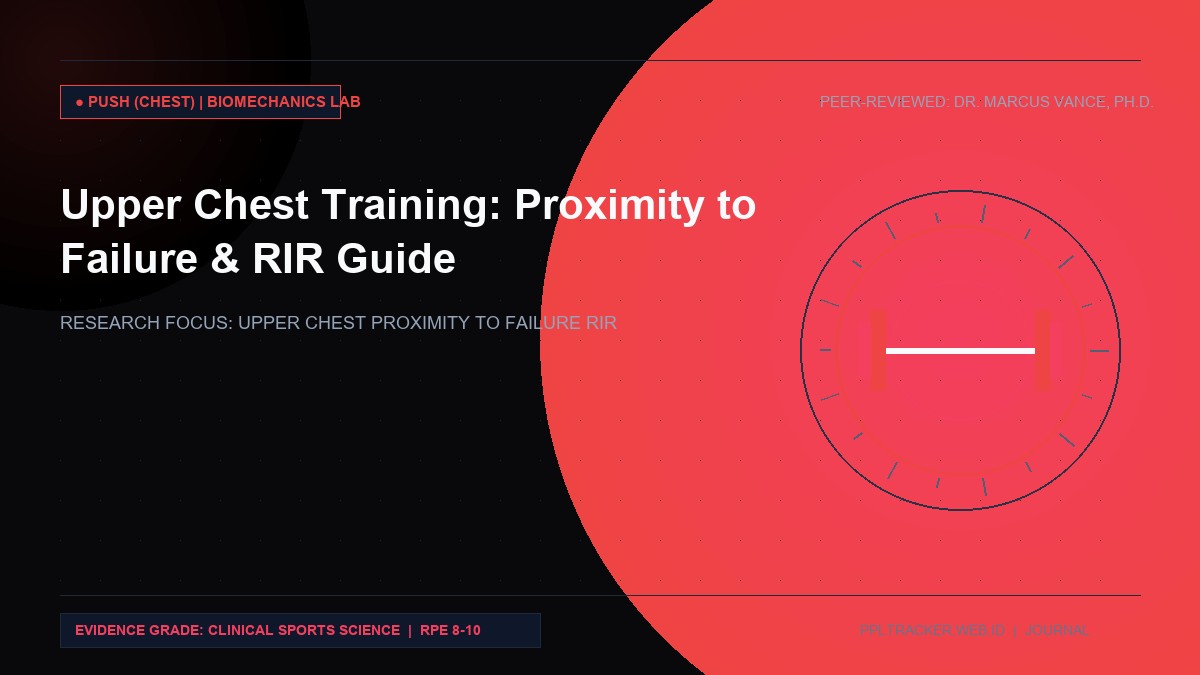 ● PUSH (CHEST) | BIOMECHANICS LAB
PEER-REVIEWED: DR. MARCUS VANCE, PH.D.
Upper Chest Training: Proximity to
Failure & RIR Guide
RESEARCH FOCUS: UPPER CHEST PROXIMITY TO FAILURE RIR
EVIDENCE GRADE: CLINICAL SPORTS SCIENCE | RPE 8-10
PPLTRACKER.WEB.ID | JOURNAL